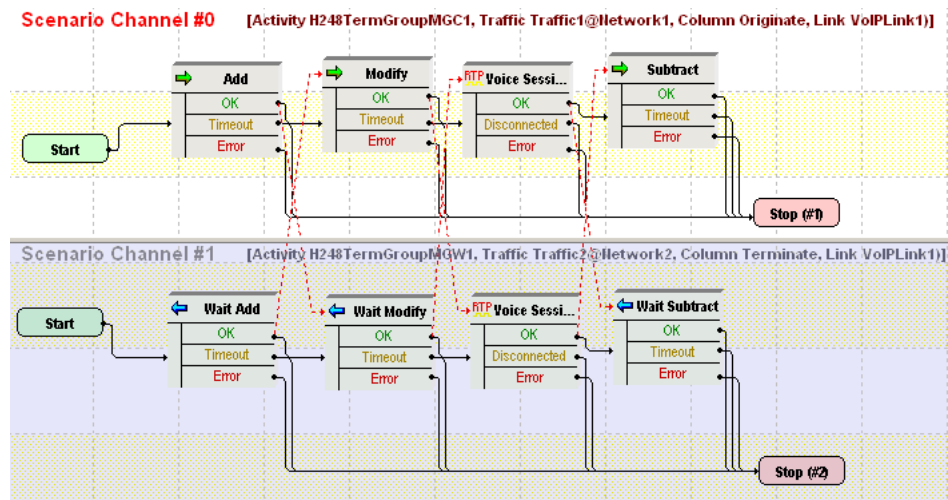 Scenario Channel #0 [Activity H248TermGroupMGC1, Traffic Traffic1@Network1, Column Originate, Link VoIPLink1)]
Add
OK
Timeout
Error
Modify
OK
Timeout
Error
RTP Voice Sessi...
OK
Disconnected
Error
Subtract
OK
Timeout
Error
Start
Stop (#1)
Scenario Channel #1 [Activity H248TermGroupMGW1, Traffic Traffic2@Network2, Column Terminate, Link VoIPLink1)]
Start
Wait Add
OK
Timeout
Error
Wait Modify
OK
Timeout
Error
RTP Voice Sessi...
OK
Disconnected
Error
Wait Subtract
OK
Timeout
Error
Stop (#2)